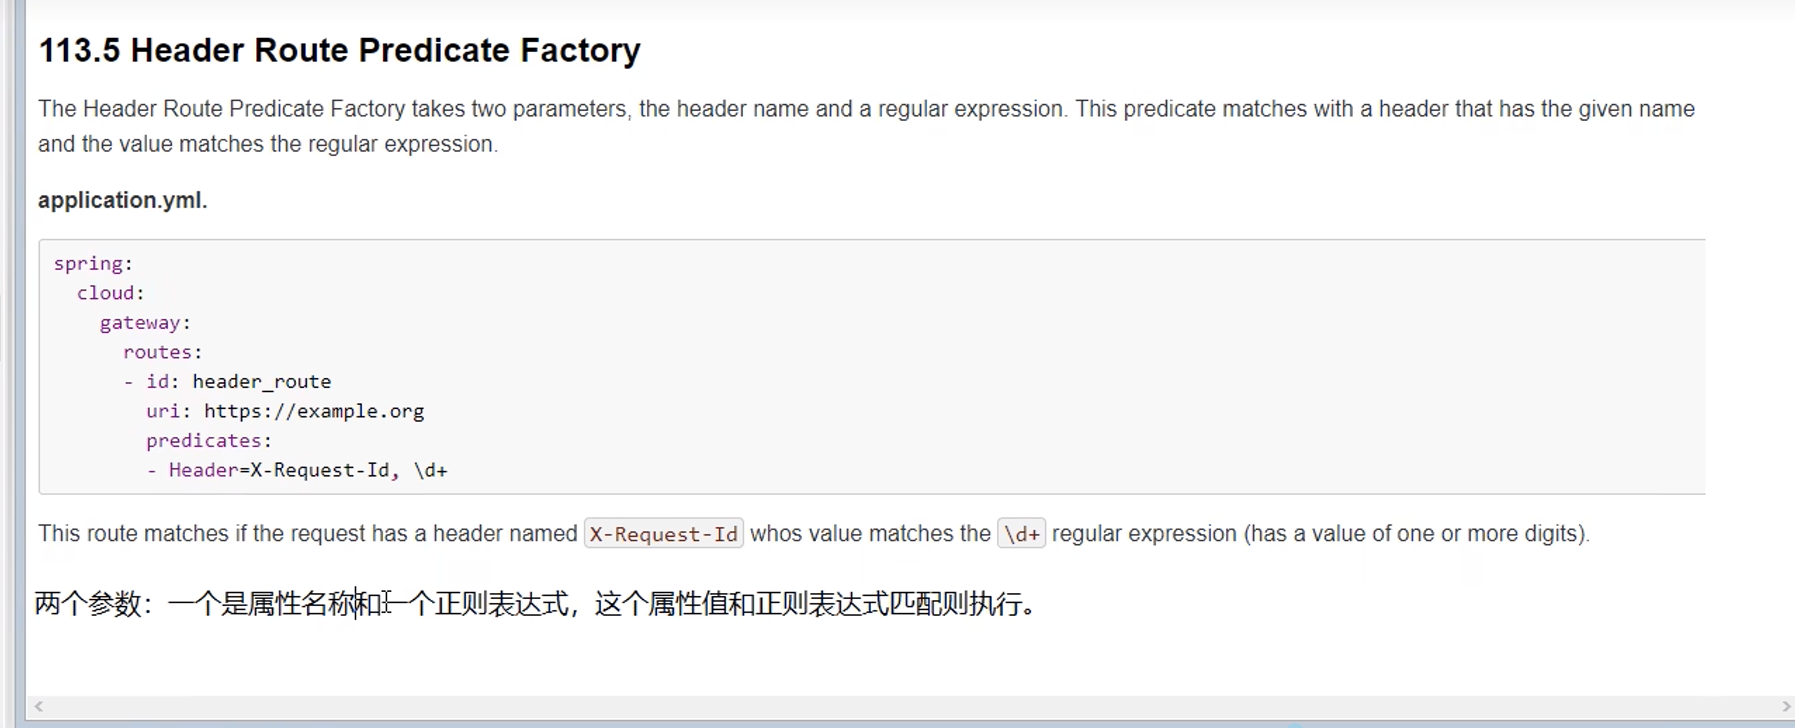 113.5 Header Route Predicate Factory
The Header Route Predicate Factory takes two parameters, the header name and a regular expression. This predicate matches with a header that has the given name
and the value matches the regular expression.
application.yml.
spring:
  cloud:
    gateway:
      routes:
      - id: header_route
        uri: https://example.org
        predicates:
        - Header=X-Request-Id, \d+
This route matches if the request has a header named X-Request-Id whos value matches the \d+ regular expression (has a value of one or more digits).
两个参数：一个是属性名称和一个正则表达式，这个属性值和正则表达式匹配则执行。